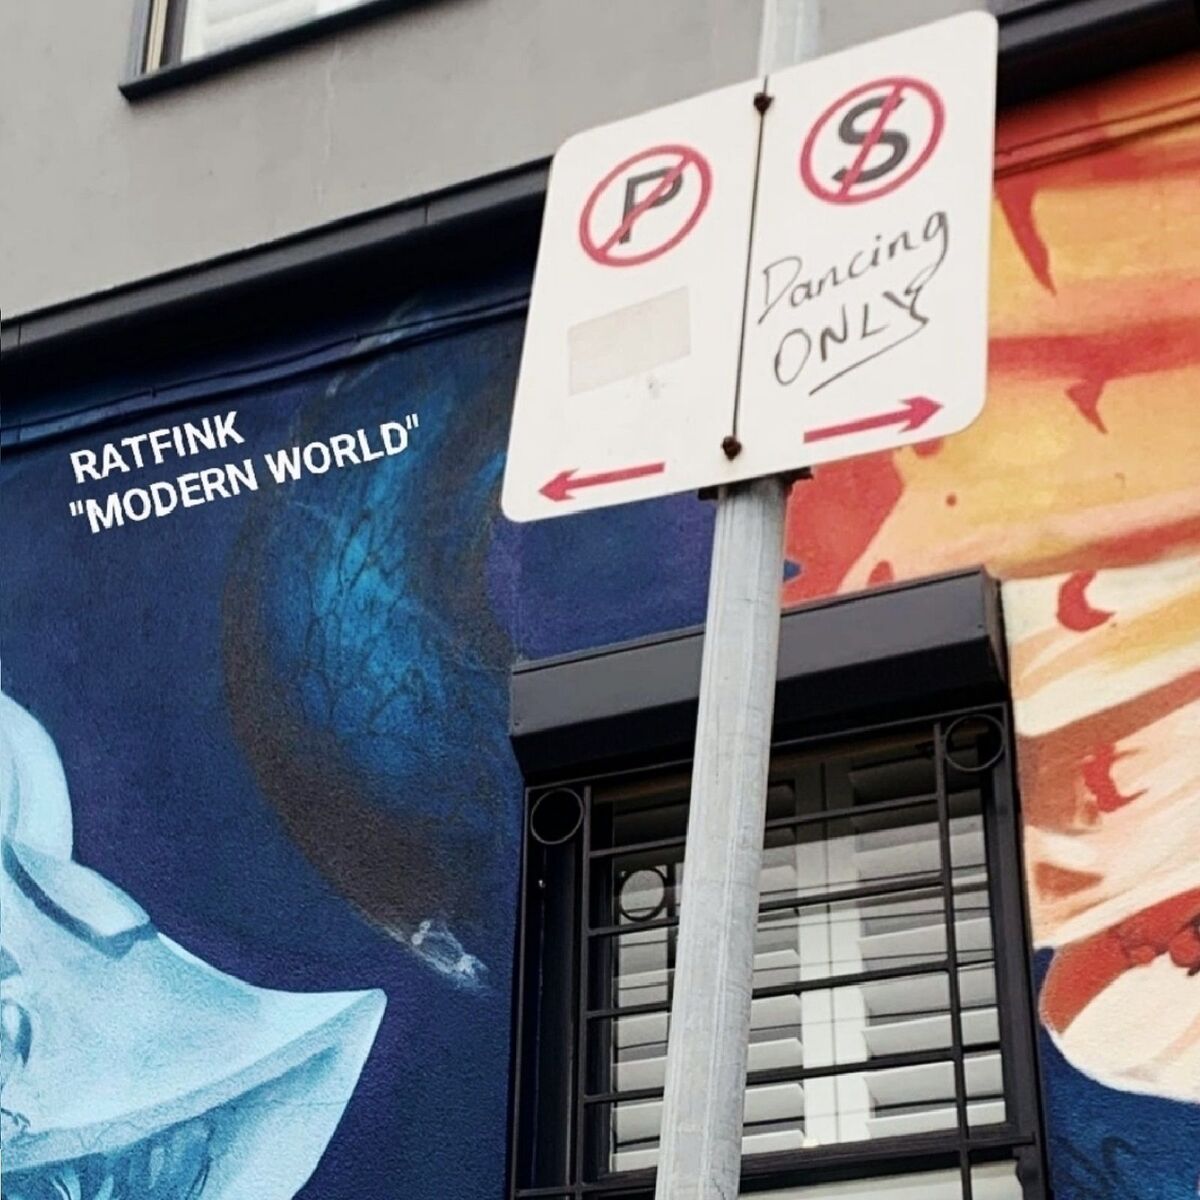 P
S
Dancing
ONLY
RATFINK
"MODERN WORLD"